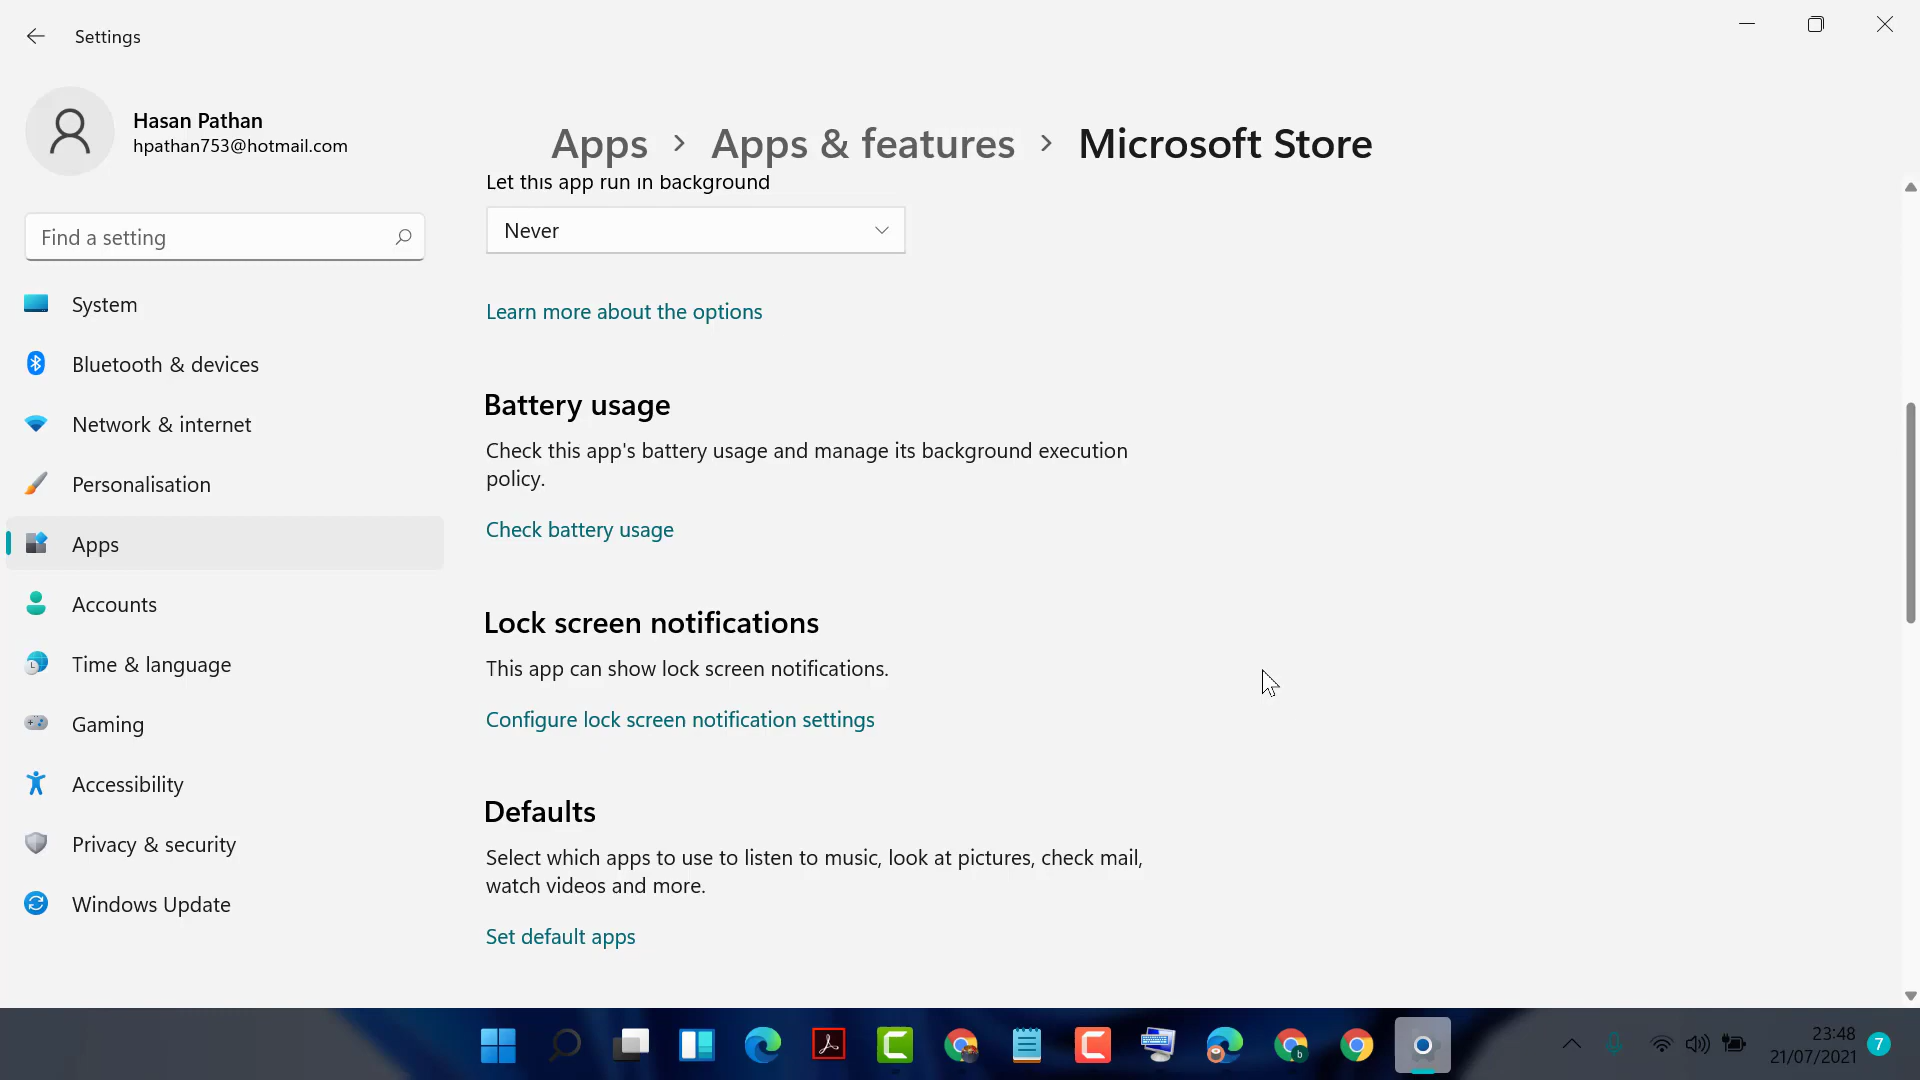 Settings
Hasan Pathan
hpathan753@hotmail.com
Find a setting
System
Bluetooth & devices
Network & internet
Personalisation
Apps
Accounts
Time & language
Gaming
Accessibility
Privacy & security
Windows Update
Apps > Apps & features > Microsoft Store
Let this app run in background
Never
Learn more about the options
Battery usage
Check this app's battery usage and manage its background execution
policy.
Check battery usage
Lock screen notifications
This app can show lock screen notifications.
Configure lock screen notification settings
Defaults
Select which apps to use to listen to music, look at pictures, check mail,
watch videos and more.
Set default apps
b
23:48
21/07/2021
7